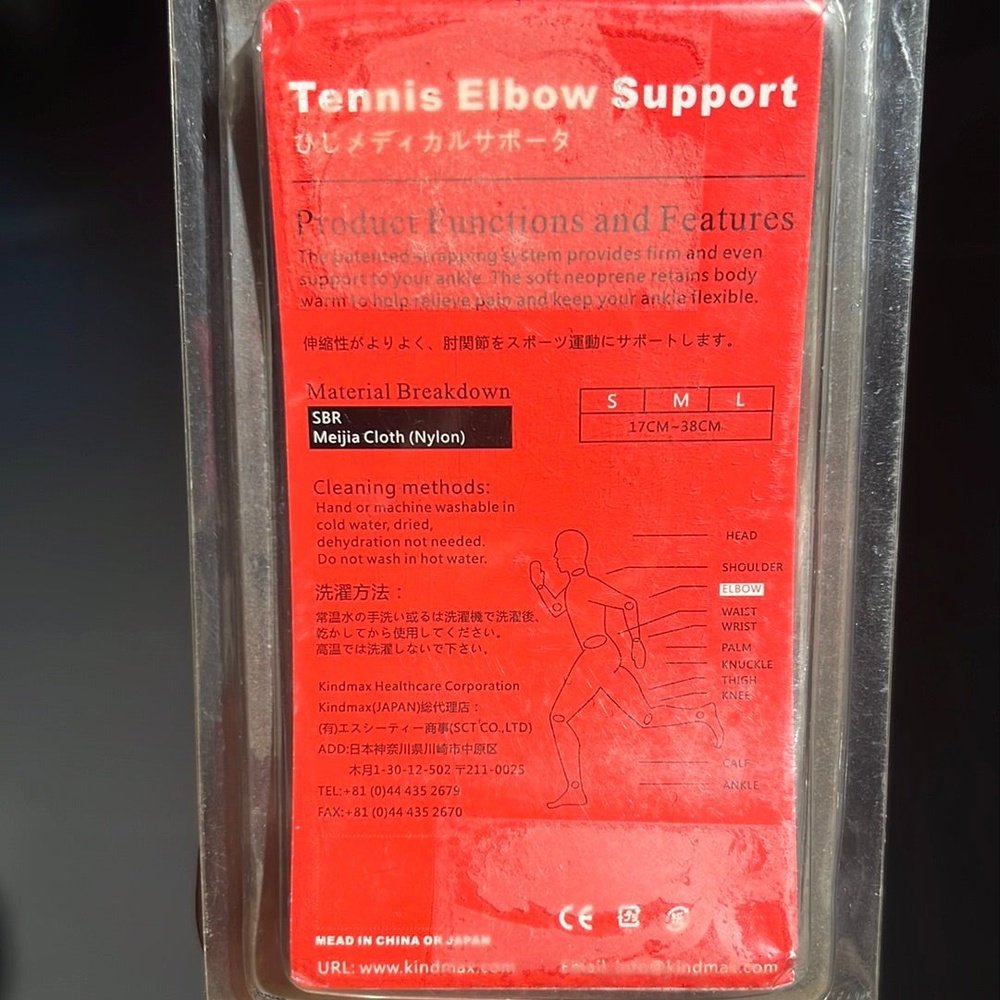 Tennis Elbow Support
ひじメディカルサポータ
Product Functions and Features
The patented strapping system provides firm and even
support to your ankle. The soft neoprene retains body
warm to help relieve pain and keep your ankle flexible.
伸縮性がよりよく、肘関節をスポーツ運動にサポートします。
Material Breakdown
SBR
Meijia Cloth (Nylon)
S M L
17CM~38CM
Cleaning methods:
Hand or machine washable in
cold water, dried,
dehydration not needed.
Do not wash in hot water.
洗濯方法：
常温水の手洗い或るは洗濯機で洗濯後、
乾かしてから使用してください。
高温では洗濯しないで下さい。
HEAD
SHOULDER
ELBOW
WAIST
WRIST
PALM
KNUCKLE
THIGH
KNEE
CALF
ANKLE
Kindmax Healthcare Corporation
Kindmax(JAPAN)総代理店：
(有)エスシーティー商事(SCT CO.,LTD)
ADD:日本神奈川県川崎市中原区
木月1-30-12-502 〒211-0025
TEL:+81 (0)44 435 2679
FAX:+81 (0)44 435 2670
CE
MEAD IN CHINA OR JAPAN
URL: www.kindmax.com Email: info@kindmax.com